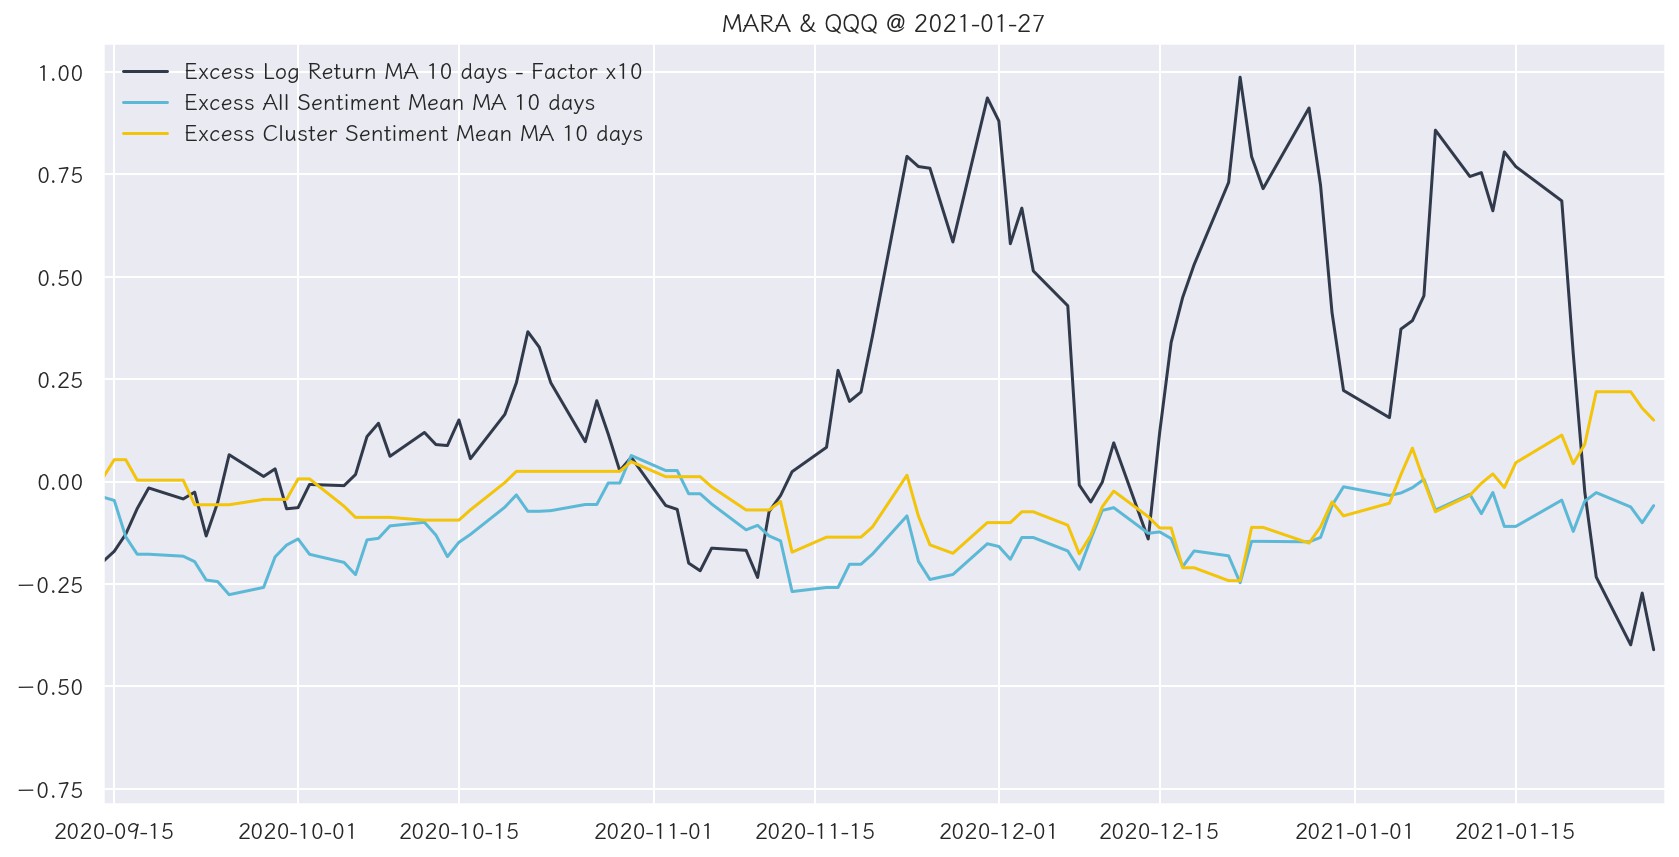 MARA & QQQ @ 2021-01-27
Excess Log Return MA 10 days - Factor x10
Excess All Sentiment Mean MA 10 days
Excess Cluster Sentiment Mean MA 10 days
1.00
0.75
0.50
0.25
0.00
−0.25
−0.50
−0.75
2020-09-15 2020-10-01 2020-10-15 2020-11-01 2020-11-15 2020-12-01 2020-12-15 2021-01-01 2021-01-15